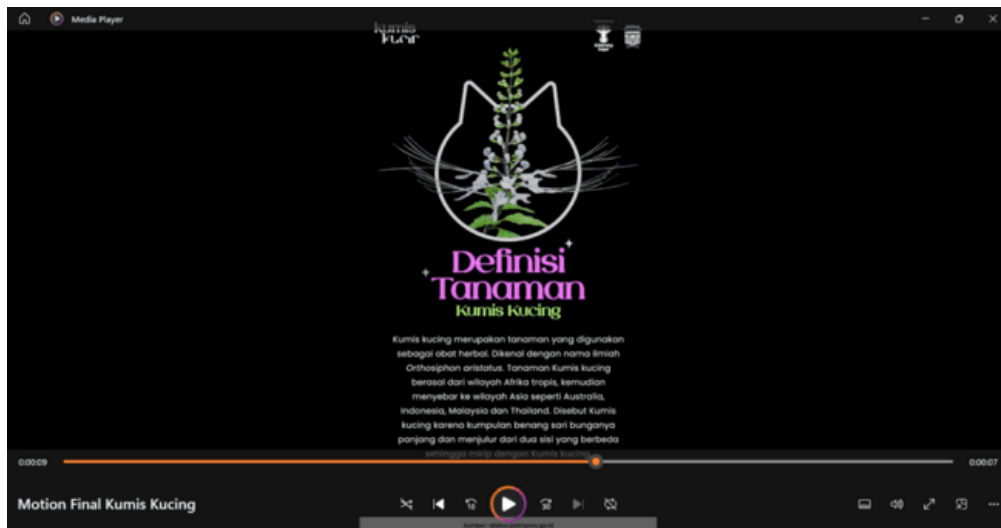 Media Player
kumis
Definisi
Tanaman
Kumis Kucing
Kumis kucing merupakan tanaman yang digunakan
sebagai obat herbal. Dikenal dengan nama ilmiah
Orthosiphon aristatus. Tanaman Kumis kucing
berasal dari wilayah Afrika tropis, kemudian
menyebar ke wilayah Asia seperti Australia,
Indonesia, Malaysia dan Thailand. Disebut Kumis
kucing karena kumpulan benang sari bunganya
panjang dan menjulur dari dua sisi yang berbeda
sehingga mirip dengan Kumis kucing.
0:00:09
0:00:07
Motion Final Kumis Kucing
10
30